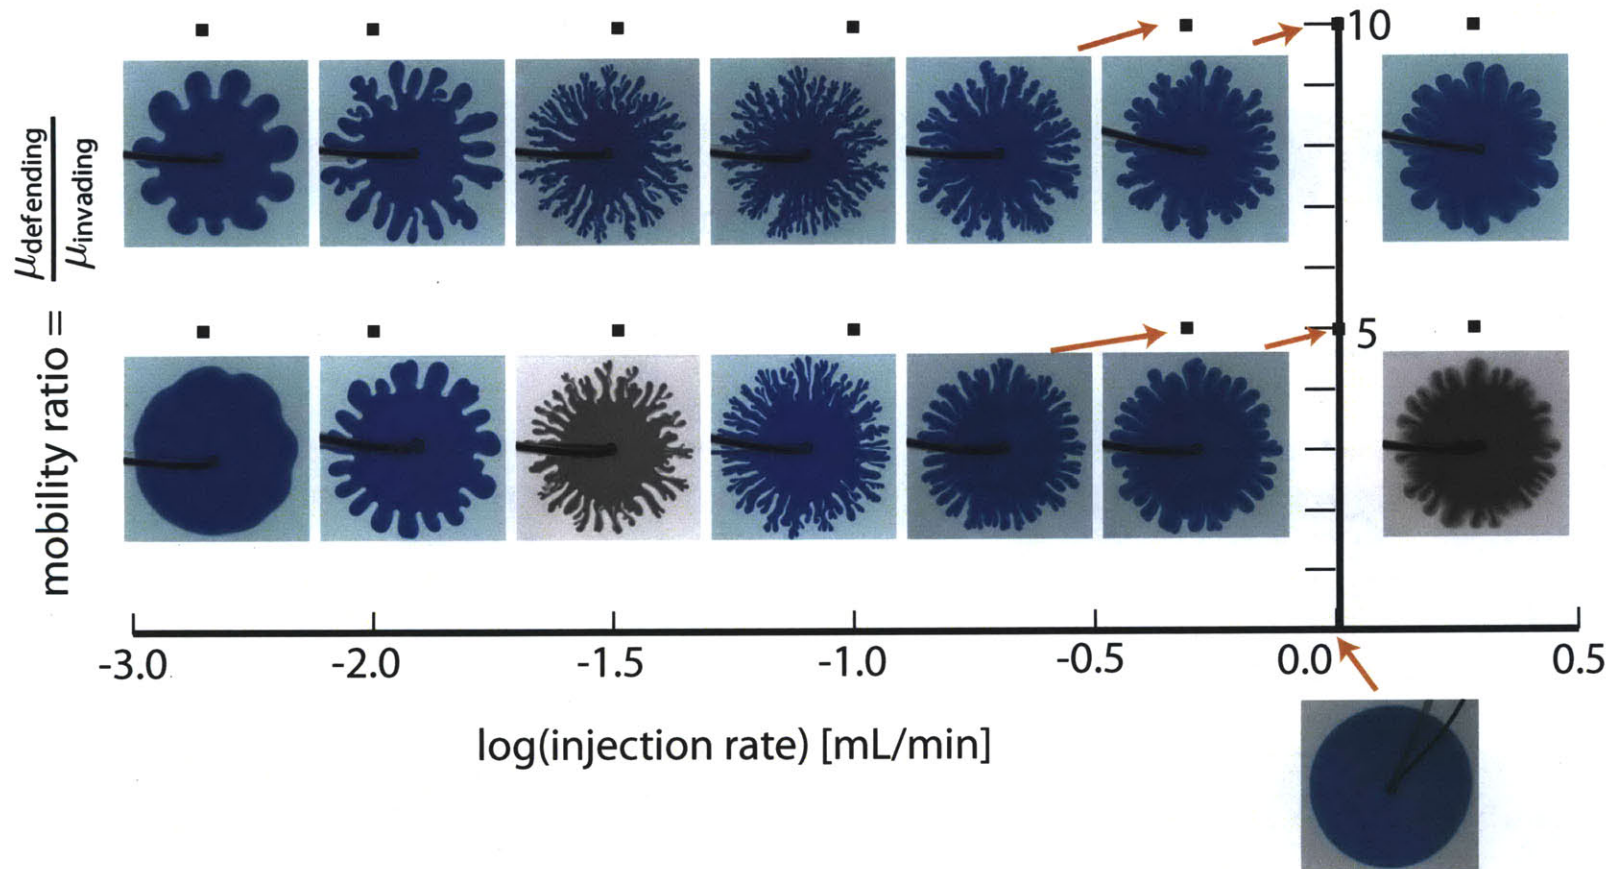 10
5
mobility ratio = μdefending / μinvading
-3.0 -2.0 -1.5 -1.0 -0.5 0.0 0.5
log(injection rate) [mL/min]